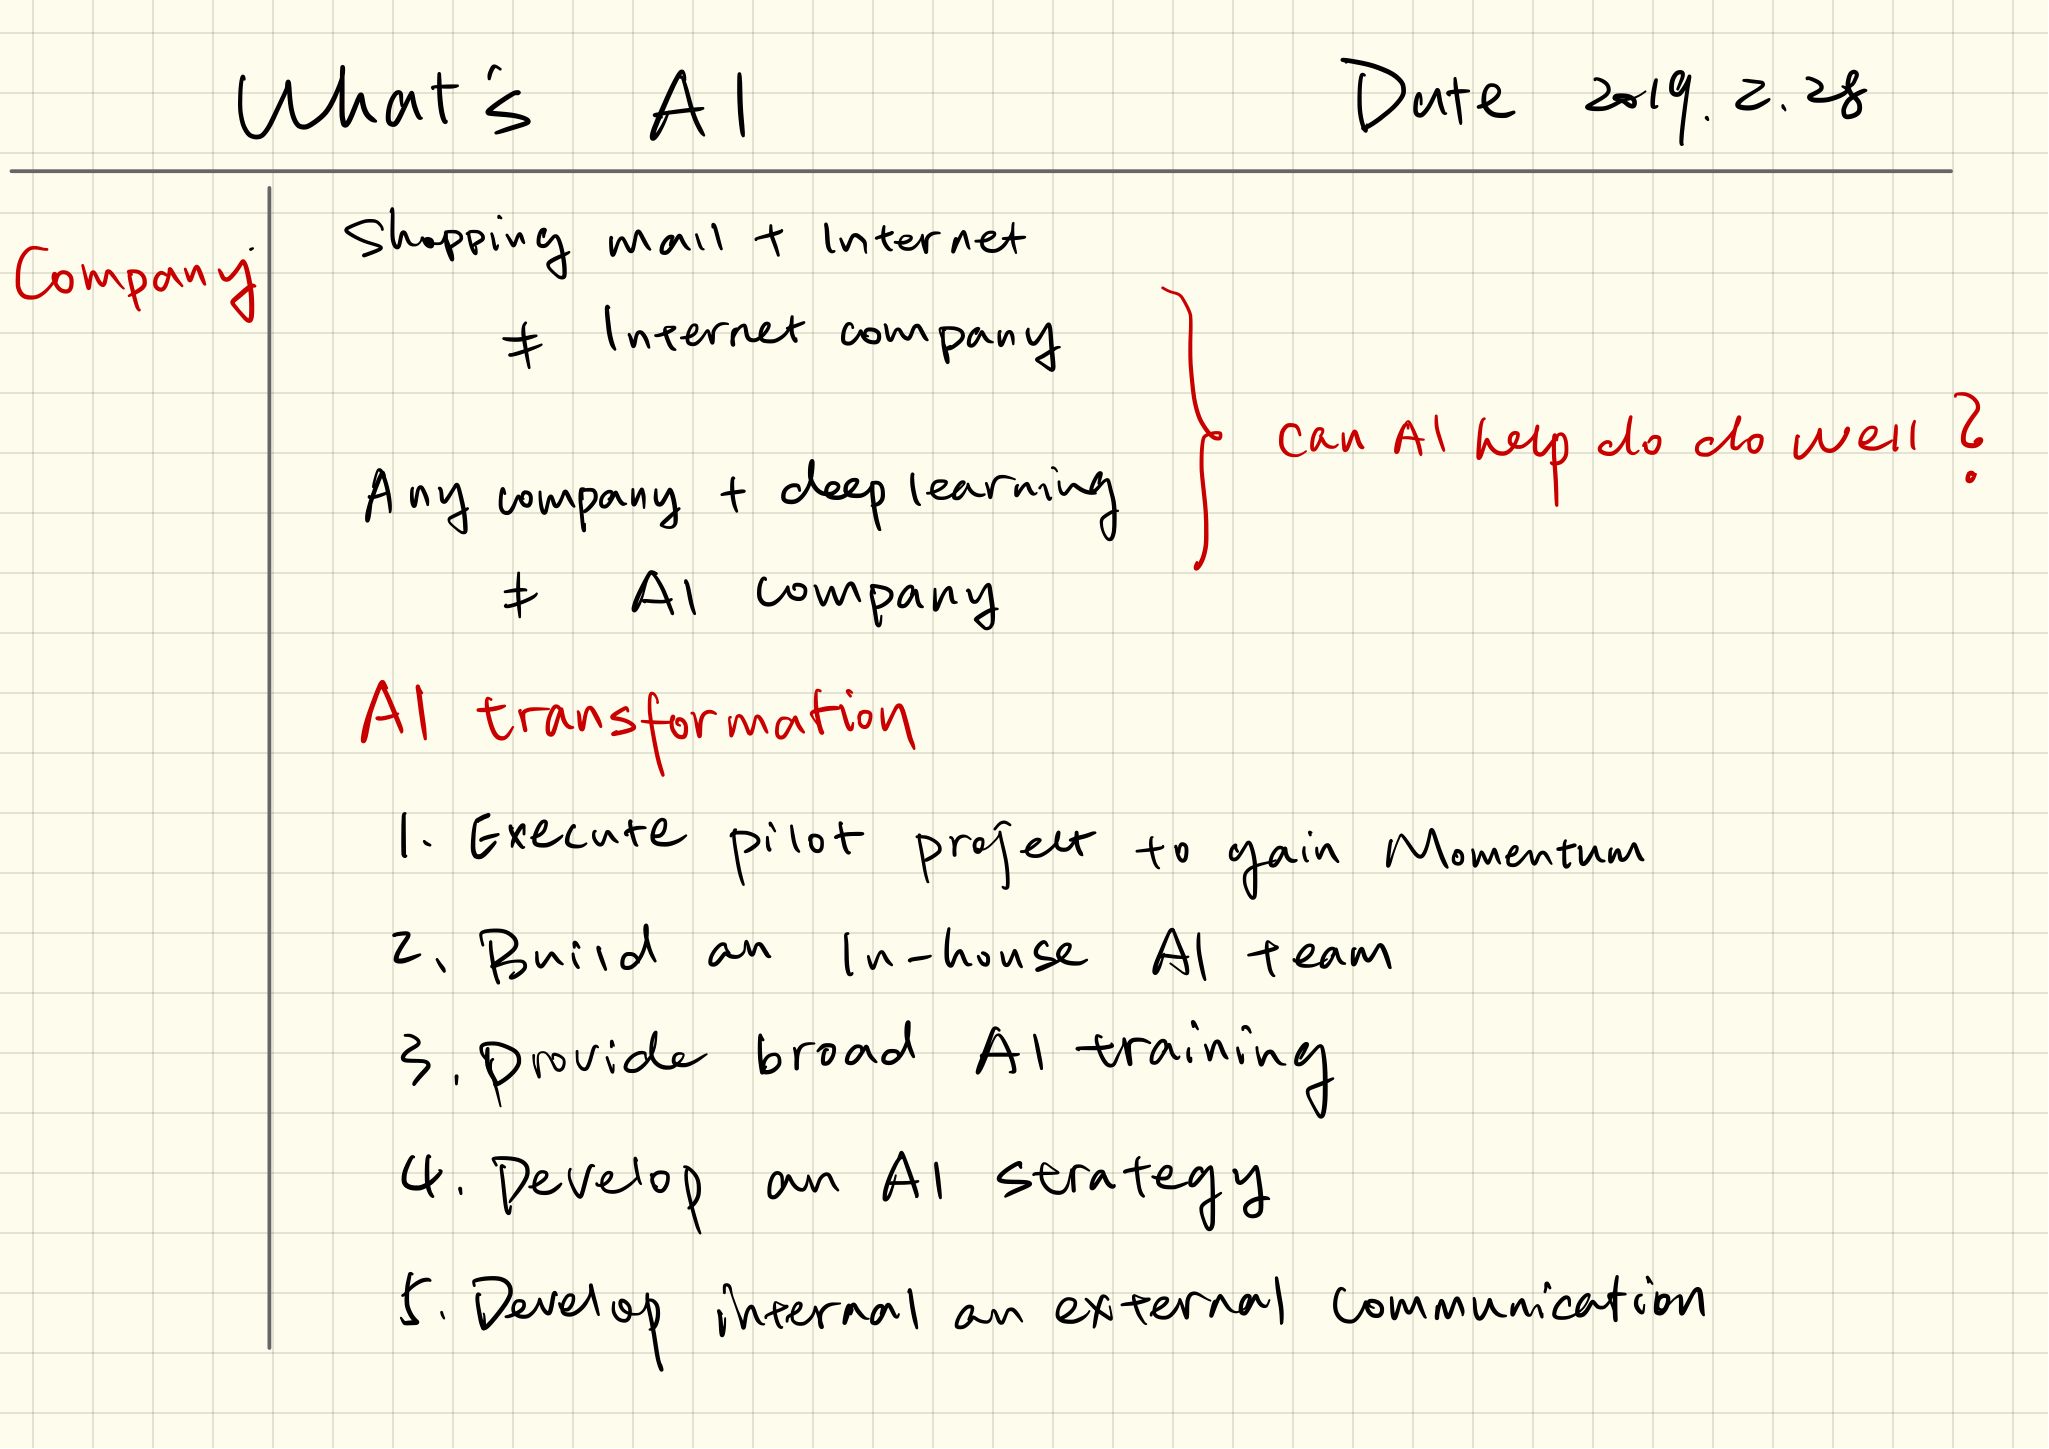 What's AI
Date 2019.2.28
Company
Shopping mall + Internet
≠ Internet company
Any company + deep learning
≠ AI company
can AI help do do well ?
AI transformation
1. Execute pilot project to gain Momentum
2. Build an In-house AI team
3. Provide broad AI training
4. Develop an AI strategy
5. Develop internal an external communication